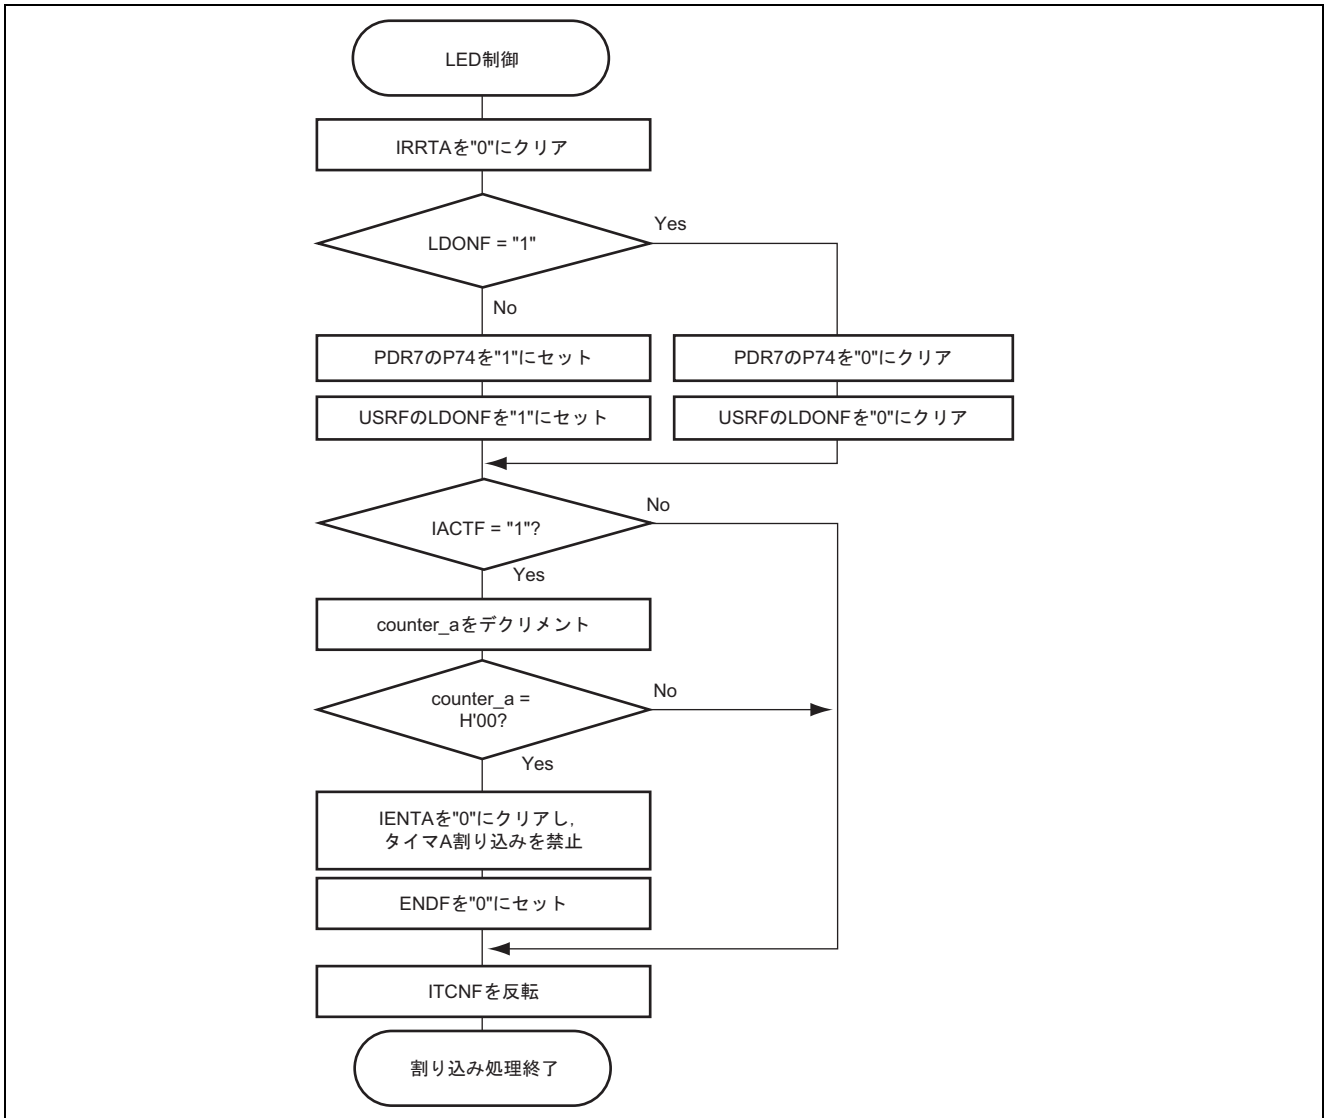 LED制御
IRRTAを"0"にクリア
LDONF = "1"
Yes
No
PDR7のP74を"1"にセット
PDR7のP74を"0"にクリア
USRFのLDONFを"1"にセット
USRFのLDONFを"0"にクリア
IACTF = "1"?
No
Yes
counter_aをデクリメント
counter_a =
H'00?
No
Yes
IENTAを"0"にクリアし,
タイマA割り込みを禁止
ENDFを"0"にセット
ITCNFを反転
割り込み処理終了